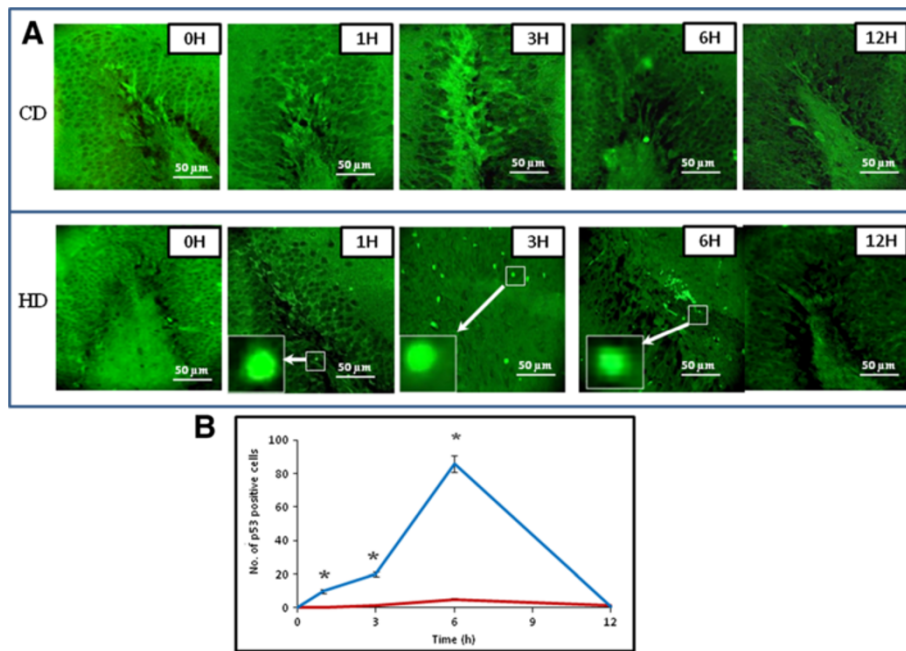 A
CD
0H
1H
3H
6H
12H
50 µm
50 µm
50 µm
50 µm
50 µm
HD
0H
1H
3H
6H
12H
50 µm
50 µm
50 µm
50 µm
50 µm
B
No. of p53 positive cells
100
80
60
40
20
0
*
*
*
0
3
6
9
12
Time (h)